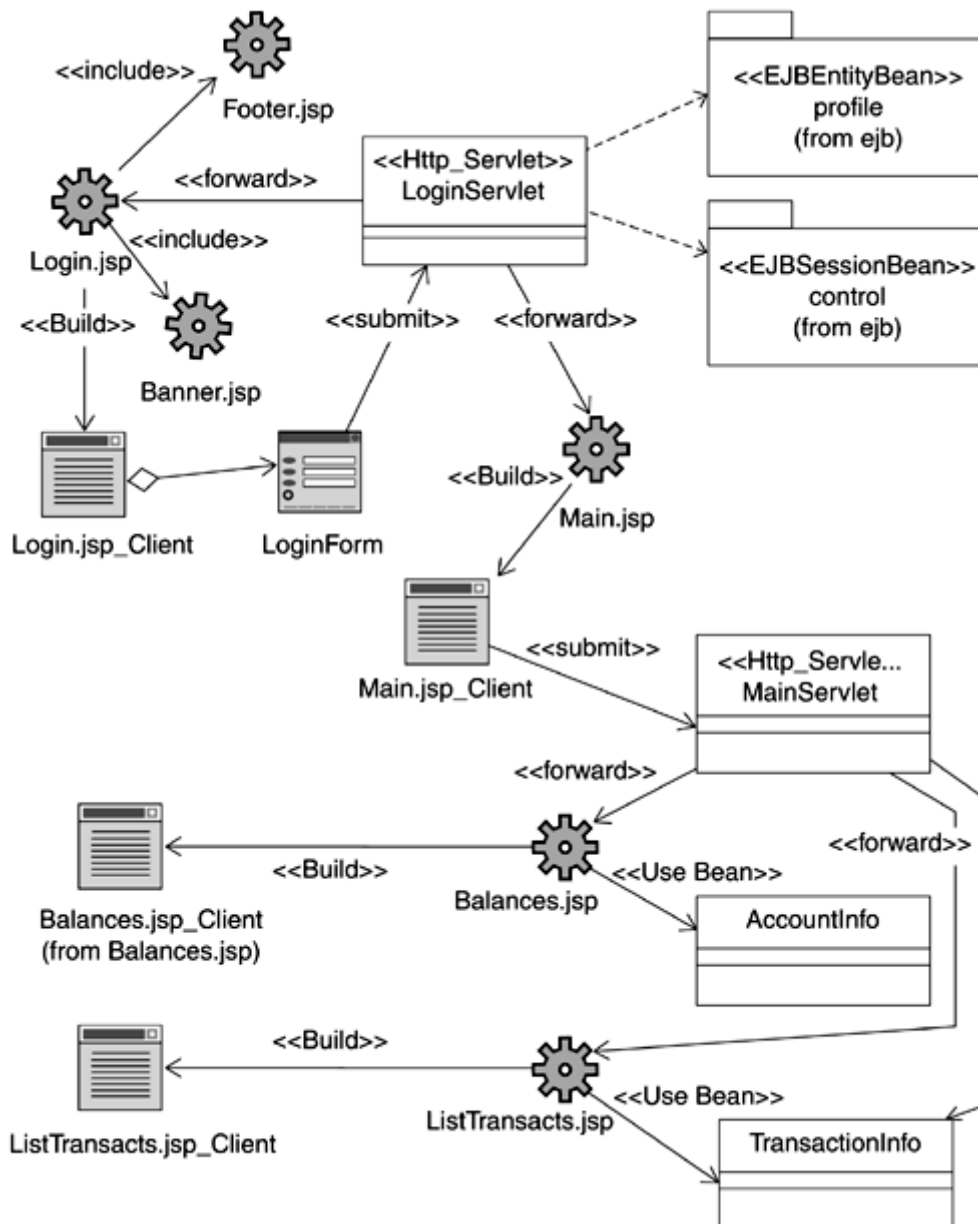 <<include>>
Footer.jsp
<<EJBEntityBean>>
profile
(from ejb)
<<Http_Servlet>>
LoginServlet
<<forward>>
Login.jsp
<<include>>
<<Build>>
Banner.jsp
<<submit>>
<<forward>>
<<EJBSessionBean>>
control
(from ejb)
Login.jsp_Client
LoginForm
<<Build>>
Main.jsp
Main.jsp_Client
<<submit>>
<<Http_Servle...
MainServlet
<<forward>>
<<forward>>
<<Build>>
Balances.jsp
<<Use Bean>>
Balances.jsp_Client
(from Balances.jsp)
AccountInfo
<<Build>>
ListTransacts.jsp
<<Use Bean>>
ListTransacts.jsp_Client
TransactionInfo